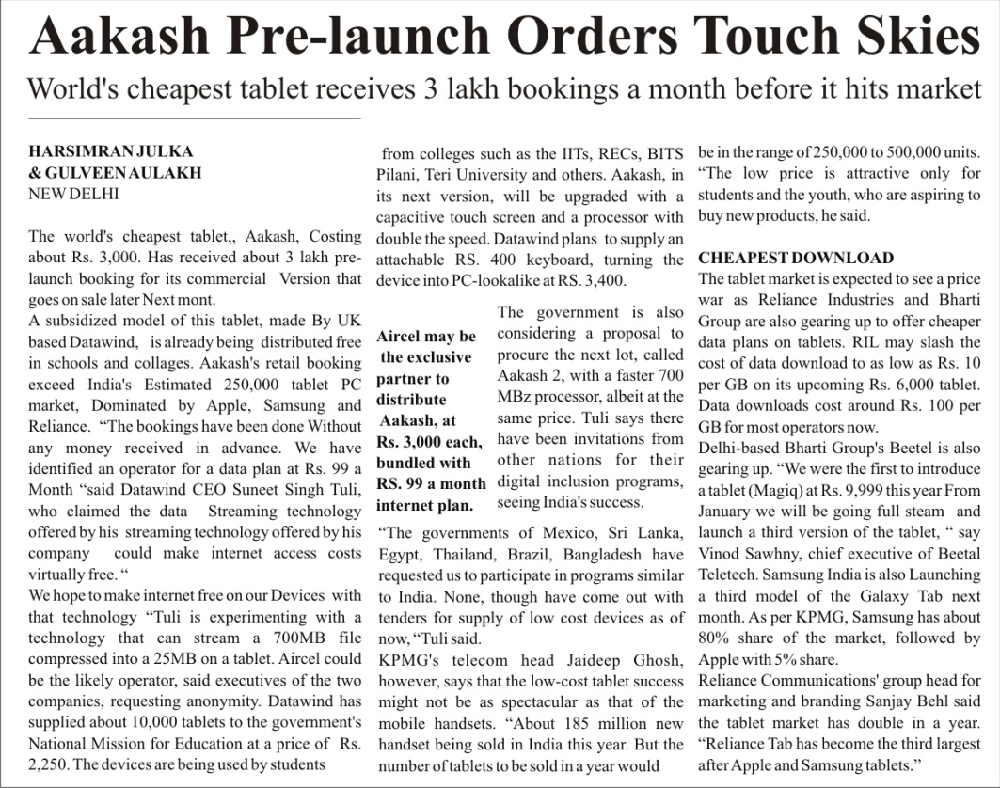 Aakash Pre-launch Orders Touch Skies
World's cheapest tablet receives 3 lakh bookings a month before it hits market
HARSIMRAN JULKA
& GULVEEN AULAKH
NEW DELHI
The world's cheapest tablet,, Aakash, Costing
about Rs. 3,000. Has received about 3 lakh pre-
launch booking for its commercial Version that
goes on sale later Next mont.
A subsidized model of this tablet, made By UK
based Datawind, is already being distributed free
in schools and collages. Aakash's retail booking
exceed India's Estimated 250,000 tablet PC
market, Dominated by Apple, Samsung and
Reliance. “The bookings have been done Without
any money received in advance. We have
identified an operator for a data plan at Rs. 99 a
Month “said Datawind CEO Suneet Singh Tuli,
who claimed the data Streaming technology
offered by his streaming technology offered by his
company could make internet access costs
virtually free. “
We hope to make internet free on our Devices with
that technology “Tuli is experimenting with a
technology that can stream a 700MB file
compressed into a 25MB on a tablet. Aircel could
be the likely operator, said executives of the two
companies, requesting anonymity. Datawind has
supplied about 10,000 tablets to the government's
National Mission for Education at a price of Rs.
2,250. The devices are being used by students
from colleges such as the IITs, RECs, BITS
Pilani, Teri University and others. Aakash, in
its next version, will be upgraded with a
capacitive touch screen and a processor with
double the speed. Datawind plans to supply an
attachable RS. 400 keyboard, turning the
device into PC-lookalike at RS. 3,400.
Aircel may be
the exclusive
partner to
distribute
Aakash, at
Rs. 3,000 each,
bundled with
RS. 99 a month
internet plan.
The government is also
considering a proposal to
procure the next lot, called
Aakash 2, with a faster 700
MBz processor, albeit at the
same price. Tuli says there
have been invitations from
other nations for their
digital inclusion programs,
seeing India's success.
“The governments of Mexico, Sri Lanka,
Egypt, Thailand, Brazil, Bangladesh have
requested us to participate in programs similar
to India. None, though have come out with
tenders for supply of low cost devices as of
now, “Tuli said.
KPMG's telecom head Jaideep Ghosh,
however, says that the low-cost tablet success
might not be as spectacular as that of the
mobile handsets. “About 185 million new
handset being sold in India this year. But the
number of tablets to be sold in a year would
be in the range of 250,000 to 500,000 units.
“The low price is attractive only for
students and the youth, who are aspiring to
buy new products, he said.
CHEAPEST DOWNLOAD
The tablet market is expected to see a price
war as Reliance Industries and Bharti
Group are also gearing up to offer cheaper
data plans on tablets. RIL may slash the
cost of data download to as low as Rs. 10
per GB on its upcoming Rs. 6,000 tablet.
Data downloads cost around Rs. 100 per
GB for most operators now.
Delhi-based Bharti Group's Beetel is also
gearing up. “We were the first to introduce
a tablet (Magiq) at Rs. 9,999 this year From
January we will be going full steam and
launch a third version of the tablet, “ say
Vinod Sawhny, chief executive of Beetal
Teletech. Samsung India is also Launching
a third model of the Galaxy Tab next
month. As per KPMG, Samsung has about
80% share of the market, followed by
Apple with 5% share.
Reliance Communications' group head for
marketing and branding Sanjay Behl said
the tablet market has double in a year.
“Reliance Tab has become the third largest
after Apple and Samsung tablets.”